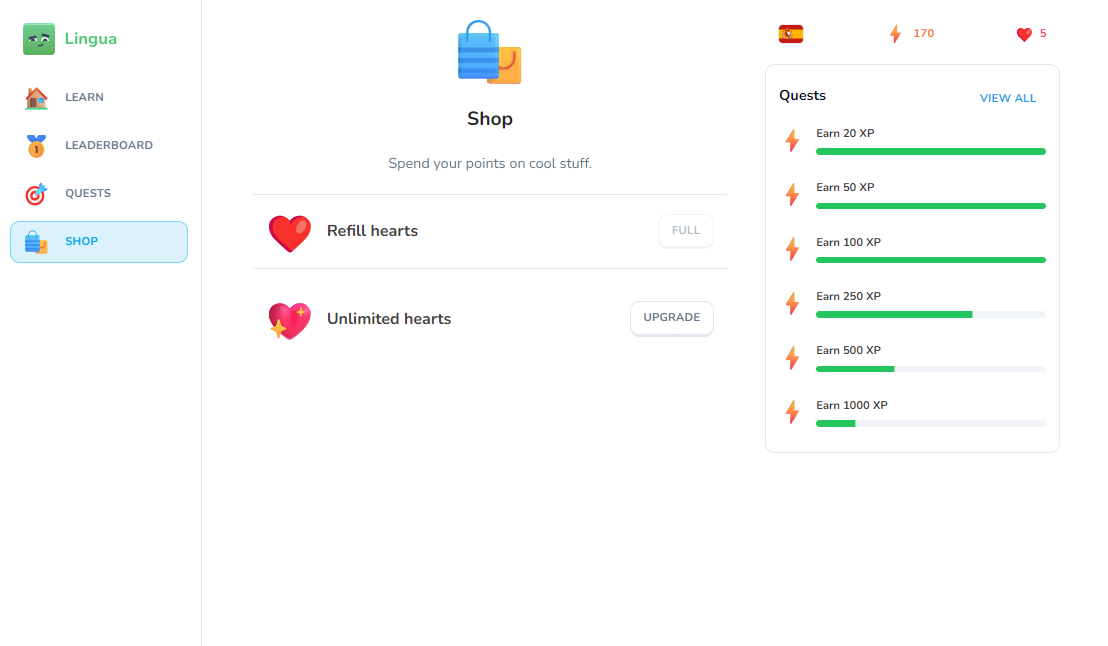 Lingua
LEARN
LEADERBOARD
1
QUESTS
SHOP
Shop
Spend your points on cool stuff.
Refill hearts
FULL
Unlimited hearts
UPGRADE
170
5
Quests
VIEW ALL
Earn 20 XP
Earn 50 XP
Earn 100 XP
Earn 250 XP
Earn 500 XP
Earn 1000 XP